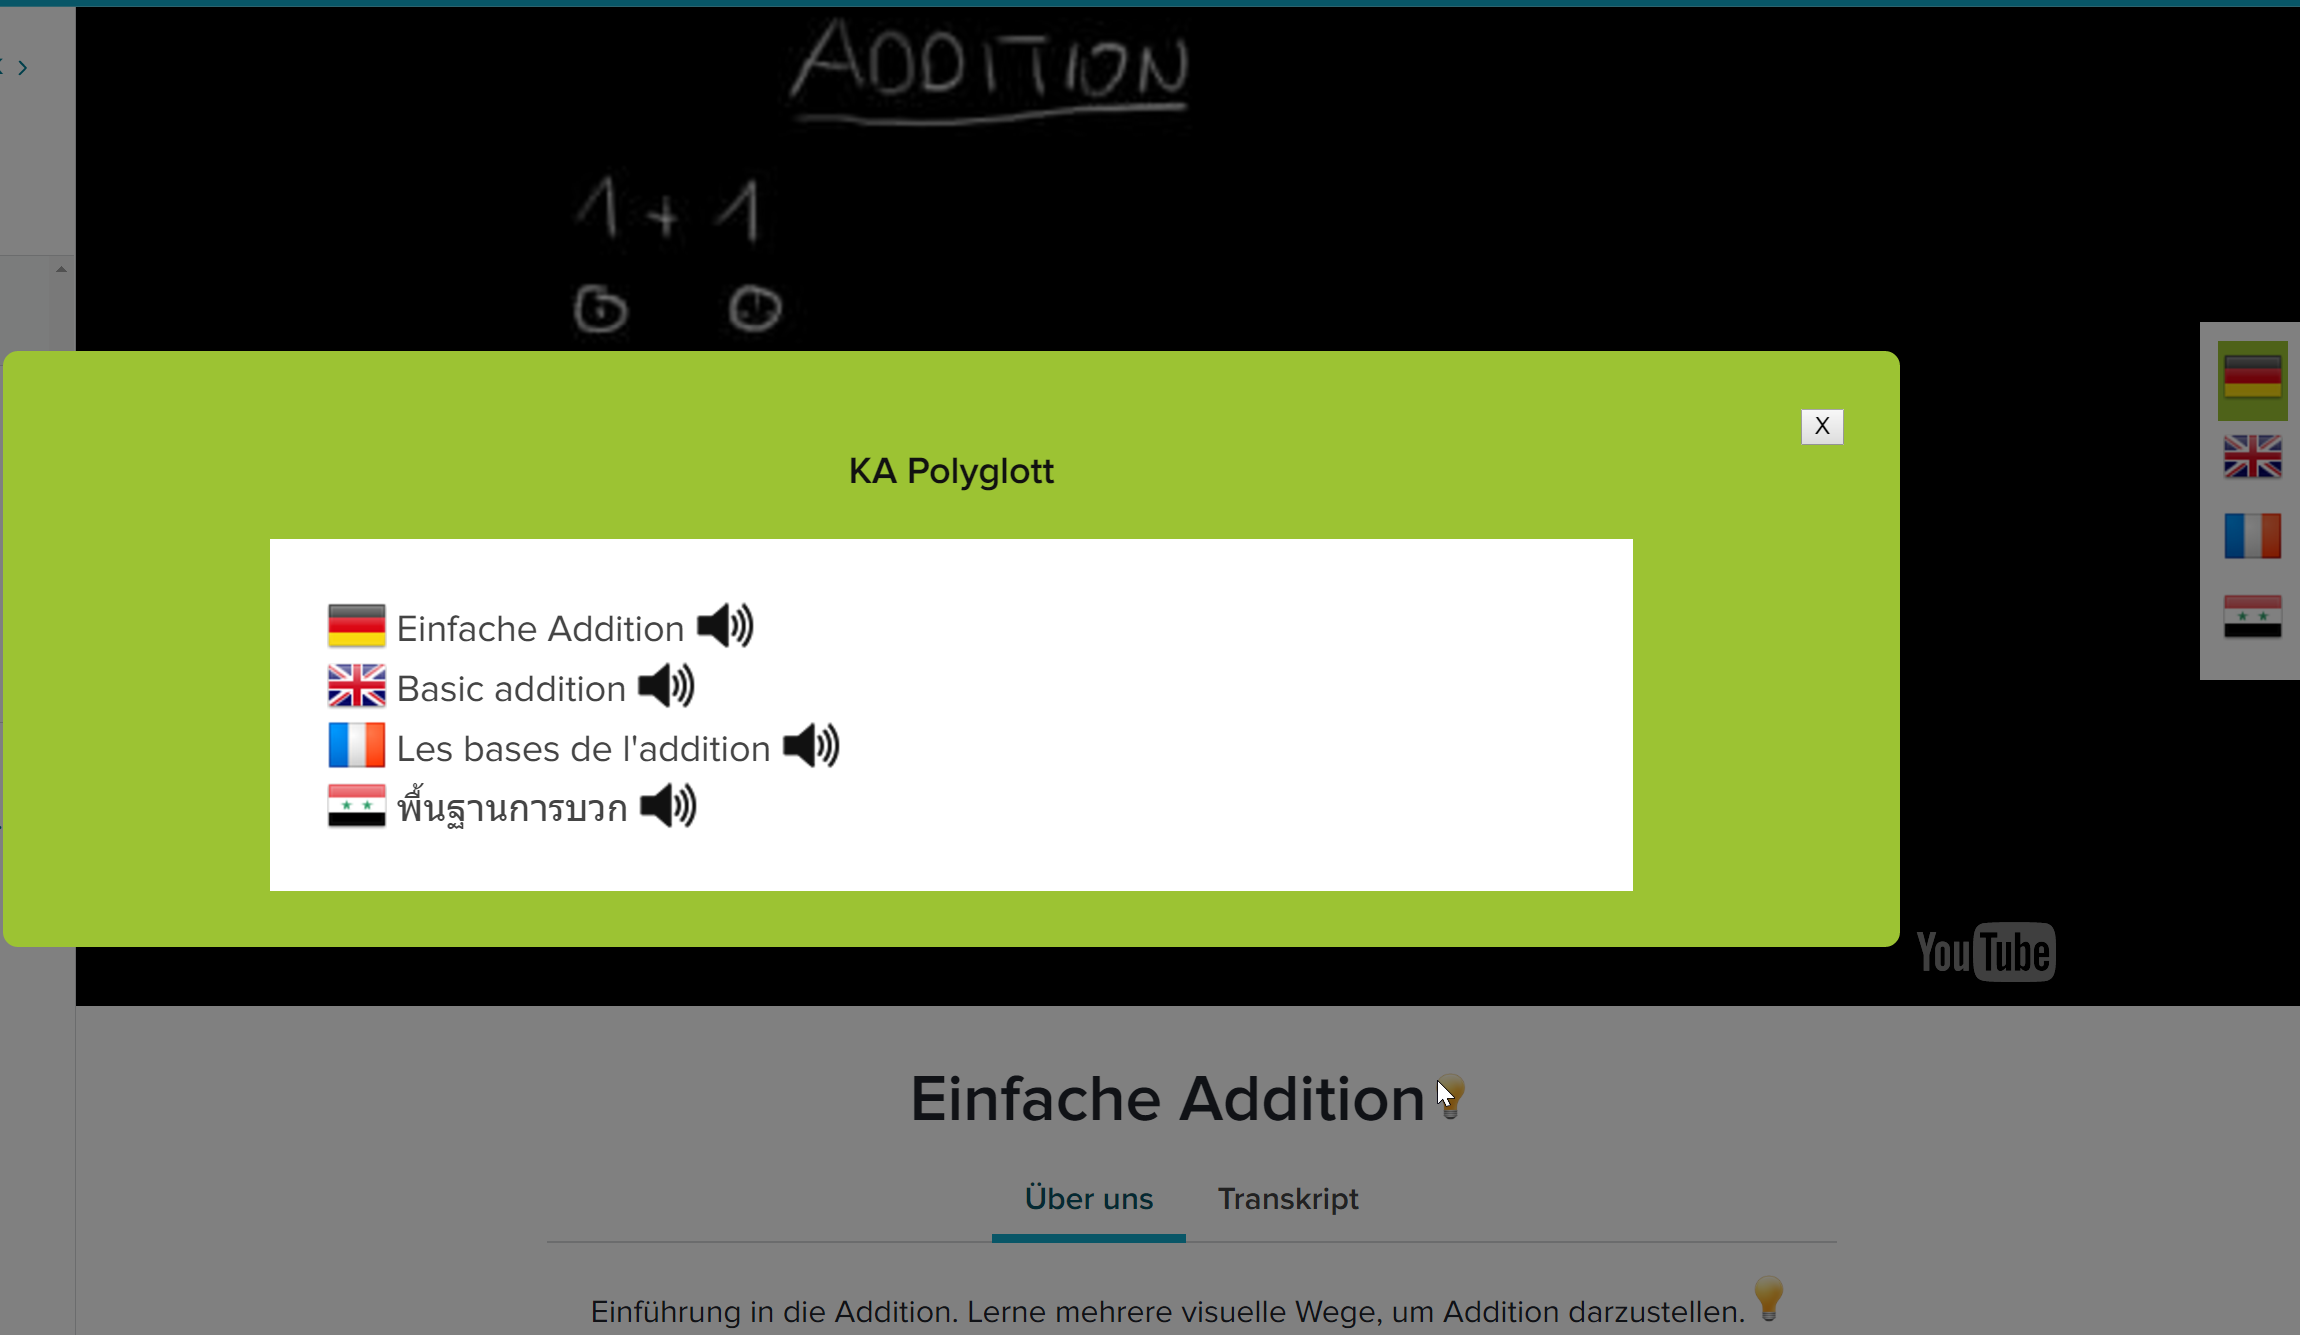 ADDITION
1 + 1
X
KA Polyglott
Einfache Addition
Basic addition
Les bases de l'addition
พื้นฐานการบวก
YouTube
Einfache Addition
Über uns Transkript
Einführung in die Addition. Lerne mehrere visuelle Wege, um Addition darzustellen.